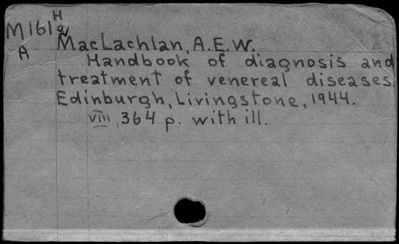 M161 H
A
MacLachlan, A.E.W.
Handbook of diagnosis and
treatment of venereal diseases.
Edinburgh, Livingstone, 1944.
viii, 364 p. with ill.